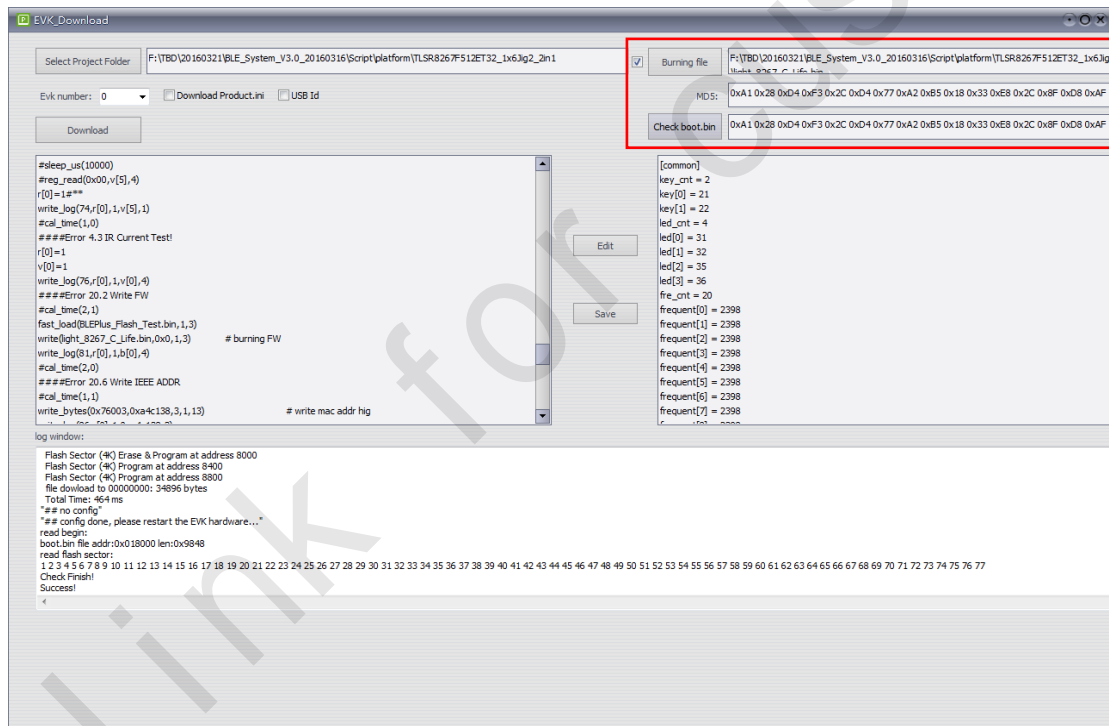 EVK_Download
Select Project Folder
F:\TBD\20160321\BLE_System_V3.0_20160316\Script\platform\TLSR8267F512ET32_1x6Jig2_2in1
Burning file
F:\TBD\20160321\BLE_System_V3.0_20160316\Script\platform\TLSR8267F512ET32_1x6Jig
\light_8267_C_Life.bin
Evk number: 0
Download Product.ini
USB Id
MD5:
0xA1 0x28 0xD4 0xF3 0x2C 0xD4 0x77 0xA2 0xB5 0x18 0x33 0xE8 0x2C 0x8F 0xD8 0xAF
Download
Check boot.bin
0xA1 0x28 0xD4 0xF3 0x2C 0xD4 0x77 0xA2 0xB5 0x18 0x33 0xE8 0x2C 0x8F 0xD8 0xAF
#sleep_us(10000)
#reg_read(0x00,v[5],4)
r[0]=1#**
write_log(74,r[0],1,v[5],1)
#cal_time(1,0)
####Error 4.3 IR Current Test!
r[0]=1
v[0]=1
write_log(76,r[0],1,v[0],4)
####Error 20.2 Write FW
#cal_time(2,1)
fast_load(BLEPlus_Flash_Test.bin,1,3)
write(light_8267_C_Life.bin,0x0,1,3) # burning FW
write_log(81,r[0],1,b[0],4)
#cal_time(2,0)
####Error 20.6 Write IEEE ADDR
#cal_time(1,1)
write_bytes(0x76003,0xa4c138,3,1,13) # write mac addr hig
Edit
Save
[common]
key_cnt = 2
key[0] = 21
key[1] = 22
led_cnt = 4
led[0] = 31
led[1] = 32
led[2] = 35
led[3] = 36
fre_cnt = 20
frequent[0] = 2398
frequent[1] = 2398
frequent[2] = 2398
frequent[3] = 2398
frequent[4] = 2398
frequent[5] = 2398
frequent[6] = 2398
frequent[7] = 2398
log window:
Flash Sector (4K) Erase & Program at address 8000
Flash Sector (4K) Program at address 8400
Flash Sector (4K) Program at address 8800
file dowload to 00000000: 34896 bytes
Total Time: 464 ms
"## no config"
"## config done, please restart the EVK hardware..."
read begin:
boot.bin file addr:0x018000 len:0x9848
read flash sector:
1 2 3 4 5 6 7 8 9 10 11 12 13 14 15 16 17 18 19 20 21 22 23 24 25 26 27 28 29 30 31 32 33 34 35 36 37 38 39 40 41 42 43 44 45 46 47 48 49 50 51 52 53 54 55 56 57 58 59 60 61 62 63 64 65 66 67 68 69 70 71 72 73 74 75 76 77
Check Finish!
Success!
link for cus